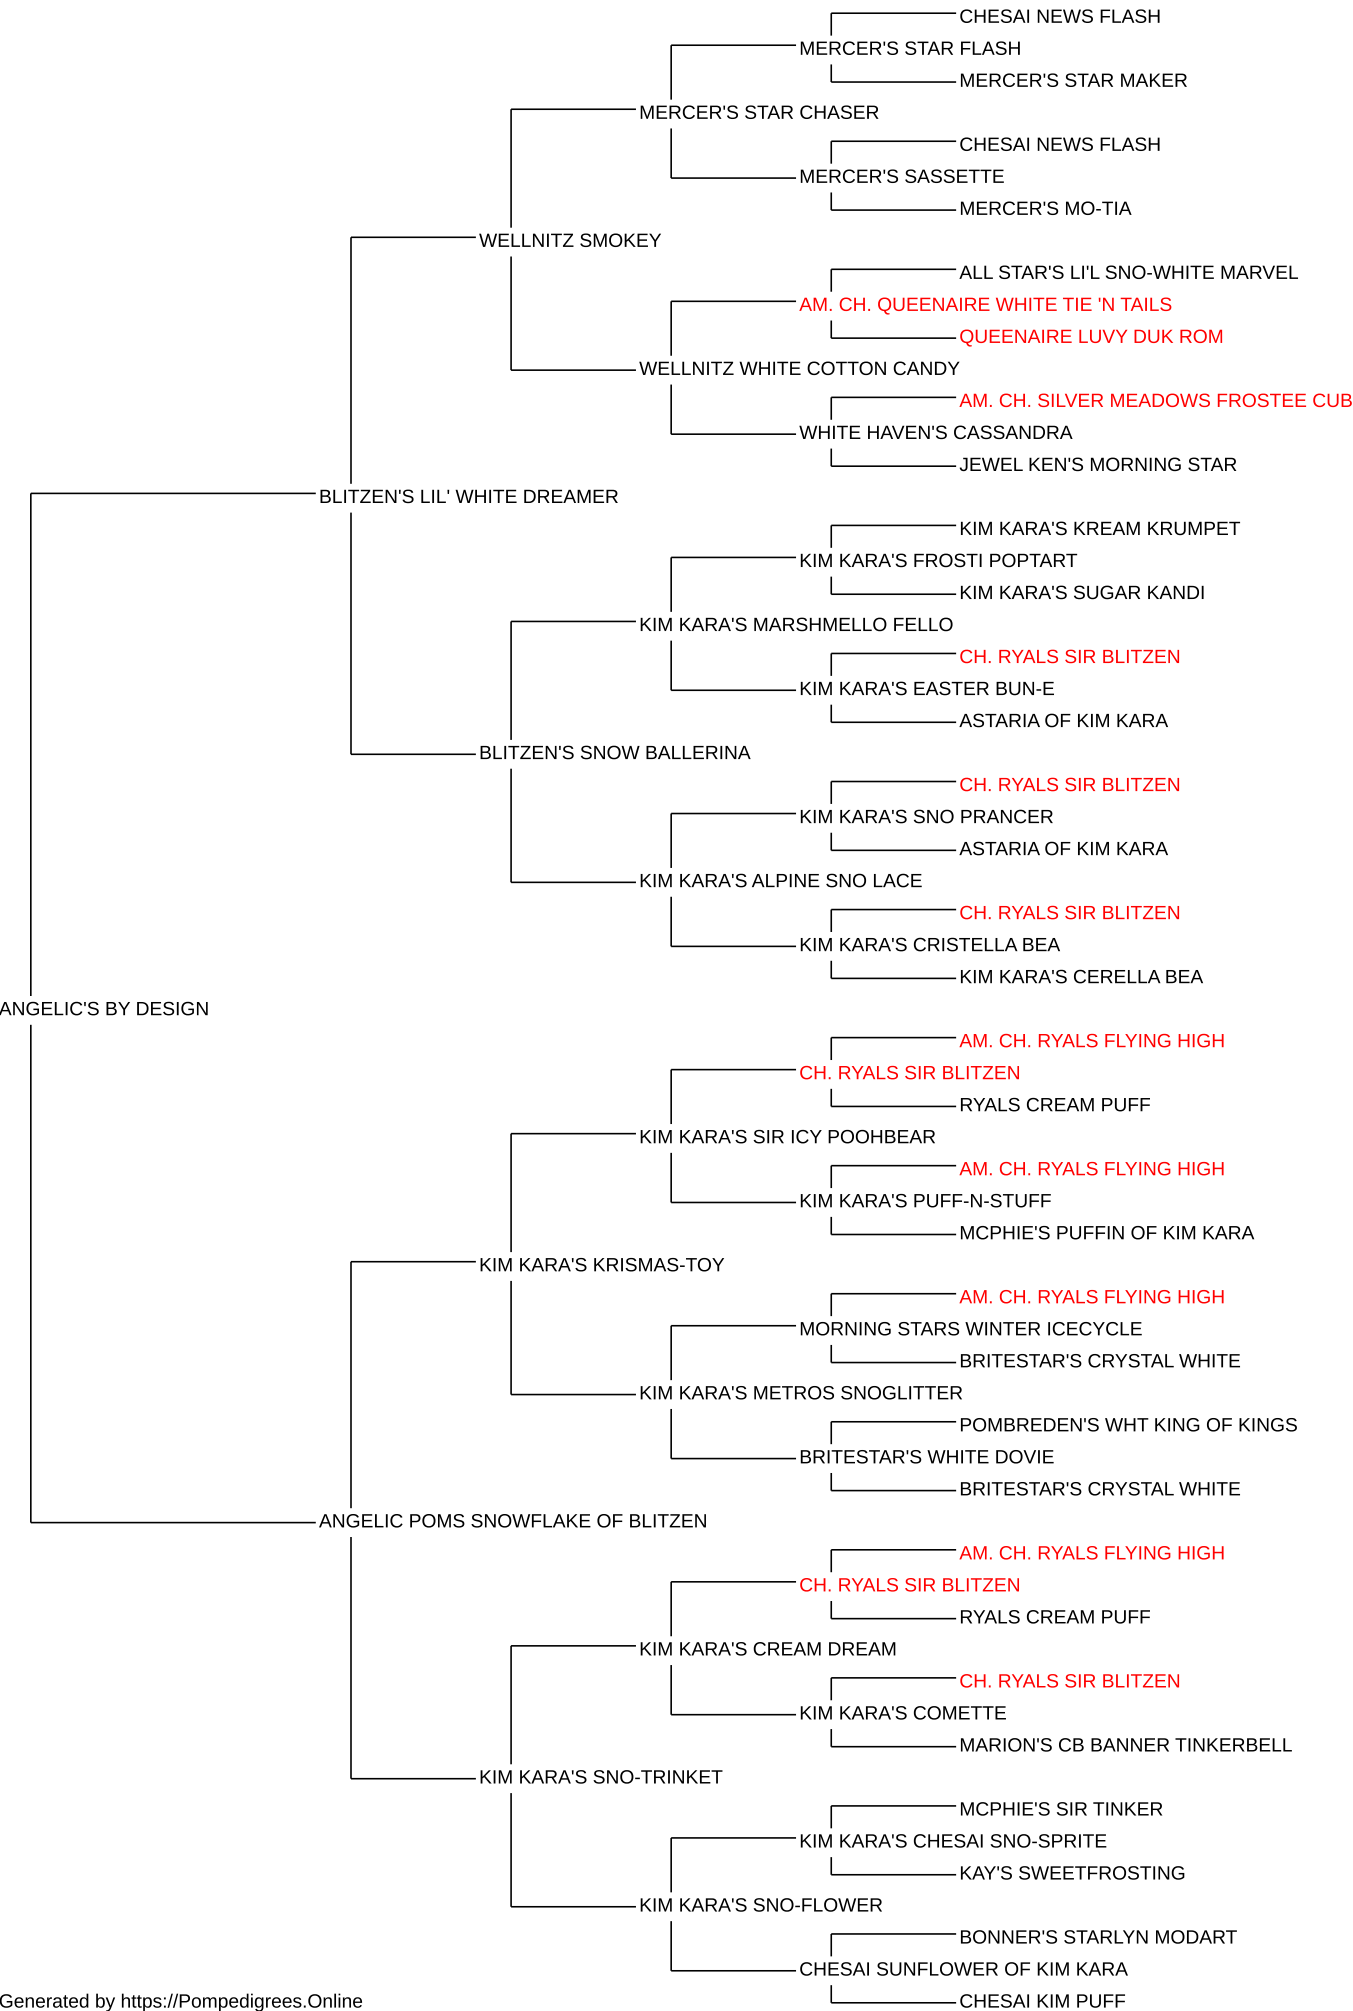 CHESAI NEWS FLASH
MERCER'S STAR FLASH
MERCER'S STAR MAKER
MERCER'S STAR CHASER
CHESAI NEWS FLASH
MERCER'S SASSETTE
MERCER'S MO-TIA
WELLNITZ SMOKEY
ALL STAR'S LI'L SNO-WHITE MARVEL
AM. CH. QUEENAIRE WHITE TIE 'N TAILS
QUEENAIRE LUVY DUK ROM
WELLNITZ WHITE COTTON CANDY
AM. CH. SILVER MEADOWS FROSTEE CUB
WHITE HAVEN'S CASSANDRA
JEWEL KEN'S MORNING STAR
BLITZEN'S LIL' WHITE DREAMER
KIM KARA'S KREAM KRUMPET
KIM KARA'S FROSTI POPTART
KIM KARA'S SUGAR KANDI
KIM KARA'S MARSHMELLO FELLO
CH. RYALS SIR BLITZEN
KIM KARA'S EASTER BUN-E
ASTARIA OF KIM KARA
BLITZEN'S SNOW BALLERINA
CH. RYALS SIR BLITZEN
KIM KARA'S SNO PRANCER
ASTARIA OF KIM KARA
KIM KARA'S ALPINE SNO LACE
CH. RYALS SIR BLITZEN
KIM KARA'S CRISTELLA BEA
KIM KARA'S CERELLA BEA
ANGELIC'S BY DESIGN
AM. CH. RYALS FLYING HIGH
CH. RYALS SIR BLITZEN
RYALS CREAM PUFF
KIM KARA'S SIR ICY POOHBEAR
AM. CH. RYALS FLYING HIGH
KIM KARA'S PUFF-N-STUFF
MCPHIE'S PUFFIN OF KIM KARA
KIM KARA'S KRISMAS-TOY
AM. CH. RYALS FLYING HIGH
MORNING STARS WINTER ICECYCLE
BRITESTAR'S CRYSTAL WHITE
KIM KARA'S METROS SNOGLITTER
POMBREDEN'S WHT KING OF KINGS
BRITESTAR'S WHITE DOVIE
BRITESTAR'S CRYSTAL WHITE
ANGELIC POMS SNOWFLAKE OF BLITZEN
AM. CH. RYALS FLYING HIGH
CH. RYALS SIR BLITZEN
RYALS CREAM PUFF
KIM KARA'S CREAM DREAM
CH. RYALS SIR BLITZEN
KIM KARA'S COMETTE
MARION'S CB BANNER TINKERBELL
KIM KARA'S SNO-TRINKET
MCPHIE'S SIR TINKER
KIM KARA'S CHESAI SNO-SPRITE
KAY'S SWEETFROSTING
KIM KARA'S SNO-FLOWER
BONNER'S STARLYN MODART
CHESAI SUNFLOWER OF KIM KARA
CHESAI KIM PUFF
Generated by https://Pompedigrees.Online